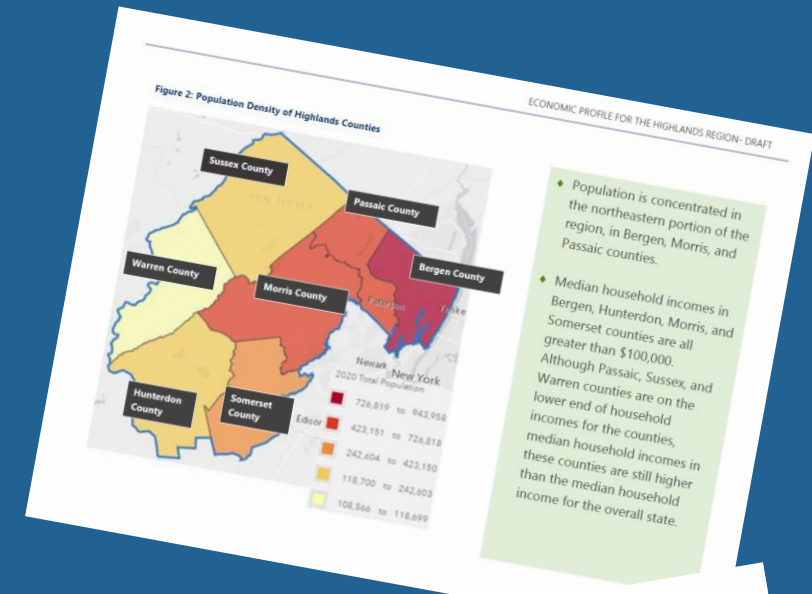 ECONOMIC PROFILE FOR THE HIGHLANDS REGION- DRAFT
Figure 2: Population Density of Highlands Counties
Sussex County
Passaic County
Bergen County
Warren County
Morris County
Hunterdon
County
Somerset
County
NEW JERSEY
Paterson
Newark
New York
Edison
2020 Total Population
726,819 to 943,958
423,151 to 726,818
242,604 to 423,150
118,700 to 242,603
108,566 to 118,699
♦ Population is concentrated in
the northeastern portion of the
region, in Bergen, Morris, and
Passaic counties.
♦ Median household incomes in
Bergen, Hunterdon, Morris, and
Somerset counties are all
greater than $100,000.
Although Passaic, Sussex, and
Warren counties are on the
lower end of household
incomes for the counties,
median household incomes in
these counties are still higher
than the median household
income for the overall state.